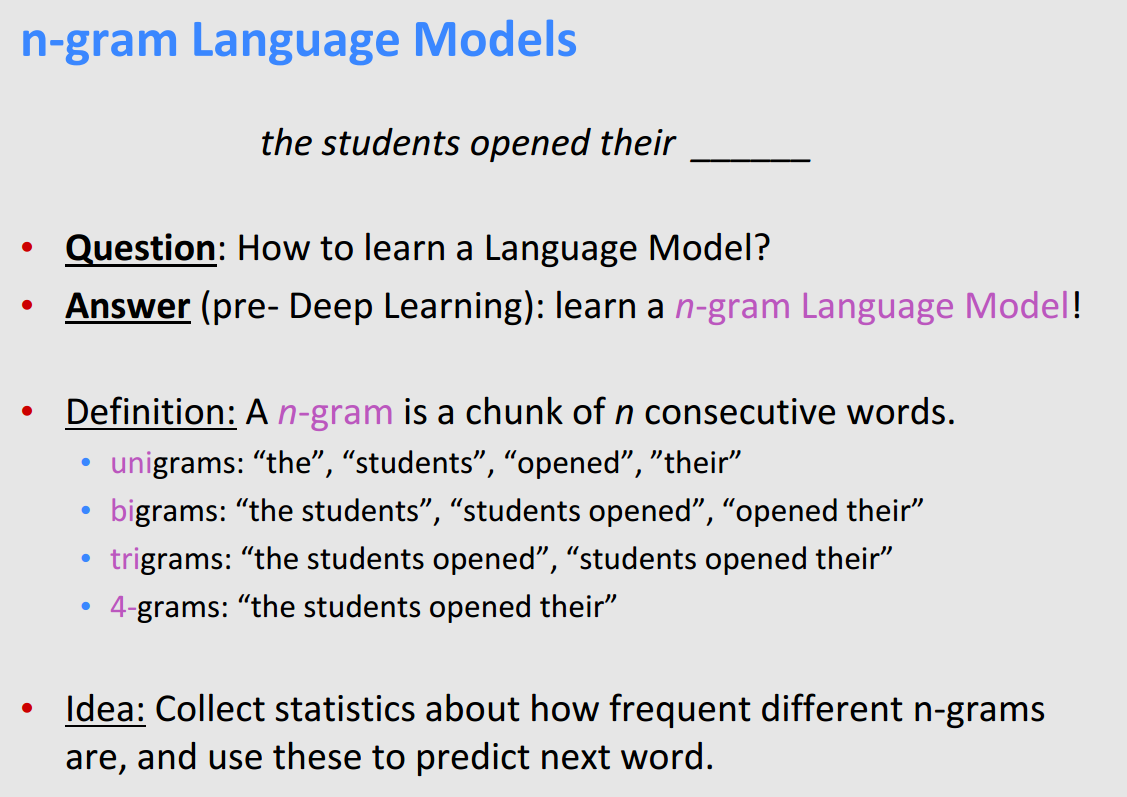 n-gram Language Models
the students opened their ______
• Question: How to learn a Language Model?
• Answer (pre- Deep Learning): learn a n-gram Language Model!
• Definition: A n-gram is a chunk of n consecutive words.
• unigrams: “the”, “students”, “opened”, ”their”
• bigrams: “the students”, “students opened”, “opened their”
• trigrams: “the students opened”, “students opened their”
• 4-grams: “the students opened their”
• Idea: Collect statistics about how frequent different n-grams
are, and use these to predict next word.